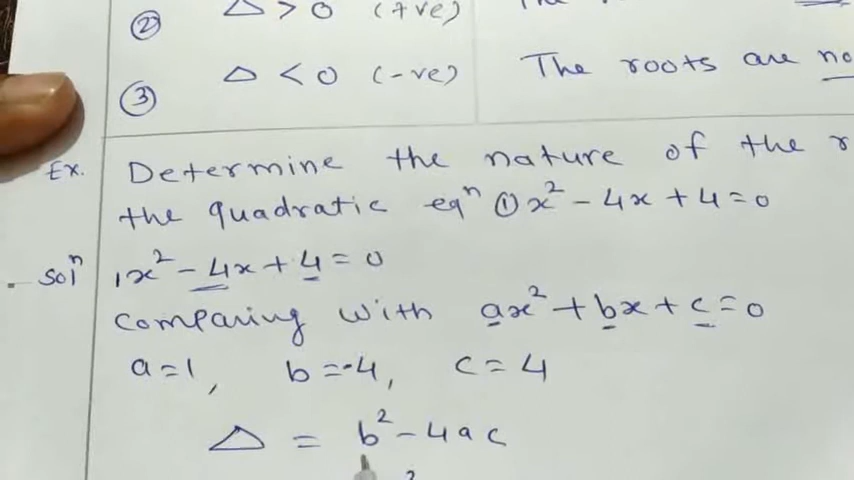 ② Δ > 0 (+ve)
③ Δ < 0 (-ve) The roots are
Ex. Determine the nature of the
the quadratic eqⁿ ① x² - 4x + 4 = 0
Solⁿ 1x² - 4x + 4 = 0
Comparing with ax² + bx + c = 0
a = 1, b = -4, c = 4
Δ = b² - 4ac